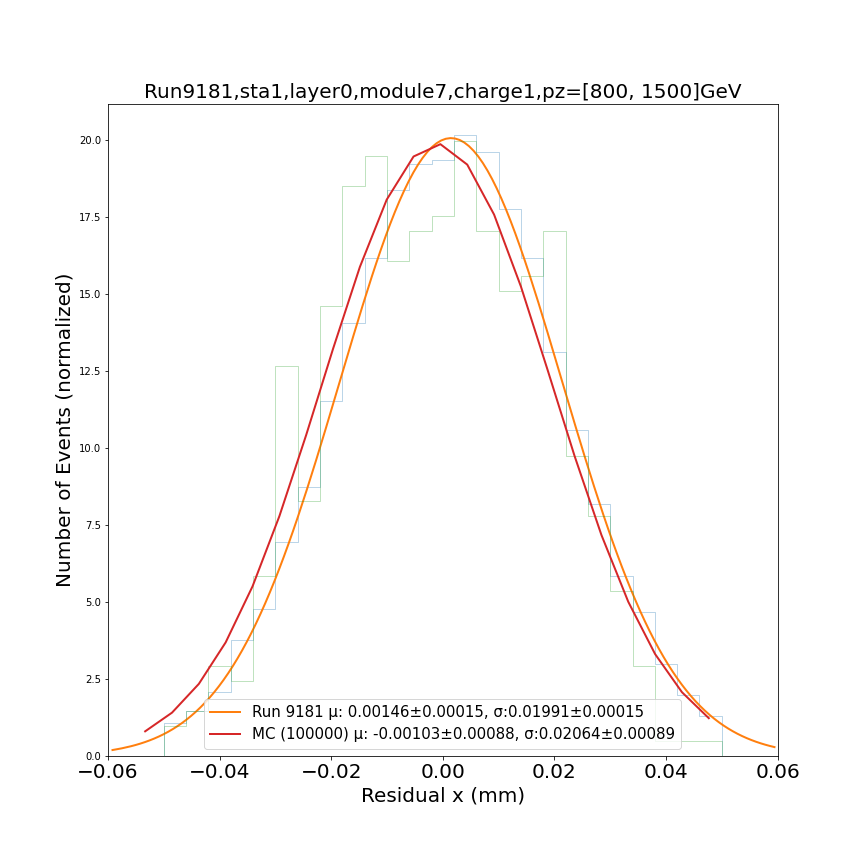 Run9181,sta1,layer0,module7,charge1,pz=[800, 1500]GeV
Number of Events (normalized)
20.0
17.5
15.0
12.5
10.0
7.5
5.0
2.5
0.0
Run 9181 μ: 0.00146±0.00015, σ:0.01991±0.00015
MC (100000) μ: -0.00103±0.00088, σ:0.02064±0.00089
−0.06 −0.04 −0.02 0.00 0.02 0.04 0.06
Residual x (mm)